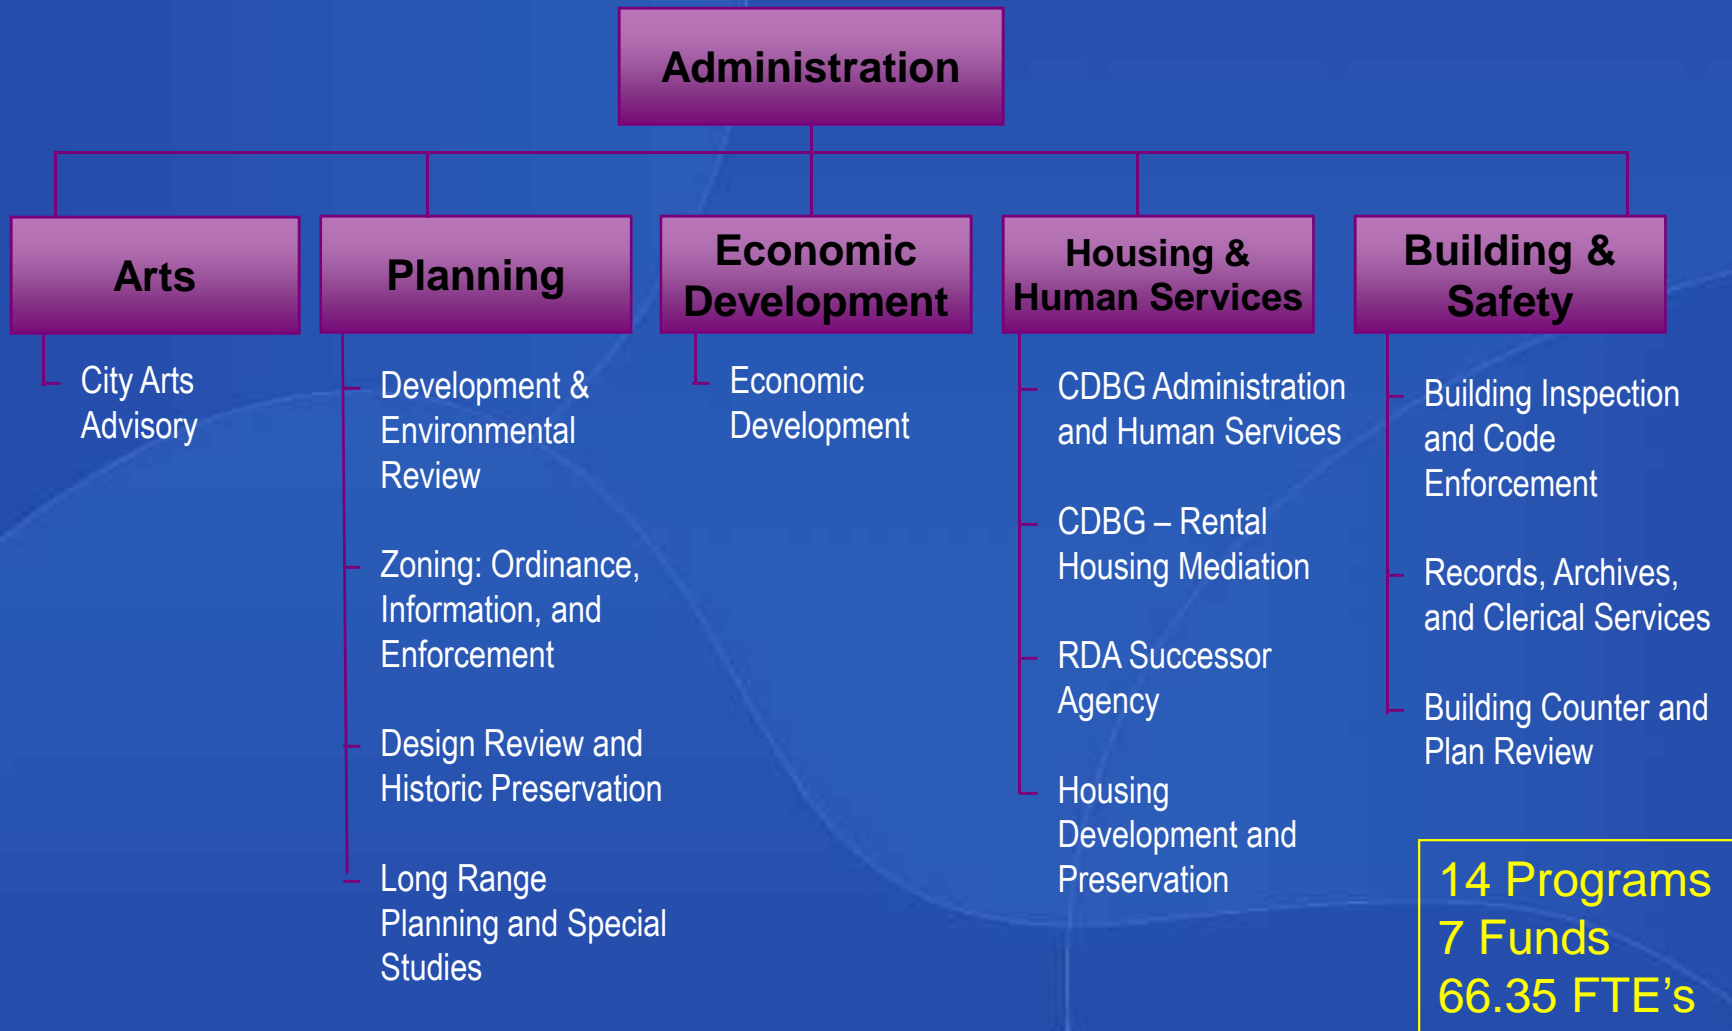 Administration
Arts
City Arts
Advisory
Planning
Development &
Environmental
Review
Zoning: Ordinance,
Information, and
Enforcement
Design Review and
Historic Preservation
Long Range
Planning and Special
Studies
Economic
Development
Economic
Development
Housing &
Human Services
CDBG Administration
and Human Services
CDBG – Rental
Housing Mediation
RDA Successor
Agency
Housing
Development and
Preservation
Building &
Safety
Building Inspection
and Code
Enforcement
Records, Archives,
and Clerical Services
Building Counter and
Plan Review
14 Programs
7 Funds
66.35 FTE’s